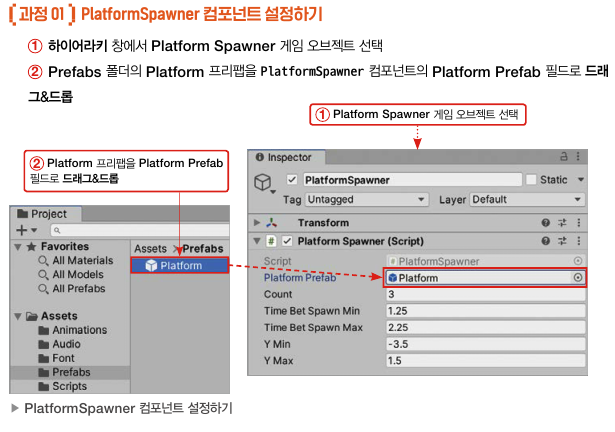 [과정 01] PlatformSpawner 컴포넌트 설정하기
① 하이어라키 창에서 Platform Spawner 게임 오브젝트 선택
② Prefabs 폴더의 Platform 프리팹을 PlatformSpawner 컴포넌트의 Platform Prefab 필드로 드래
그&드롭
① Platform Spawner 게임 오브젝트 선택
② Platform 프리팹을 Platform Prefab
필드로 드래그&드롭
Project
Favorites
All Materials
All Models
All Prefabs
Assets
Animations
Audio
Font
Prefabs
Scripts
Assets > Prefabs
Platform
Inspector
PlatformSpawner
Static
Tag Untagged
Layer Default
Transform
Platform Spawner (Script)
Script PlatformSpawner
Platform Prefab Platform
Count 3
Time Bet Spawn Min 1.25
Time Bet Spawn Max 2.25
Y Min -3.5
Y Max 1.5
▶ PlatformSpawner 컴포넌트 설정하기